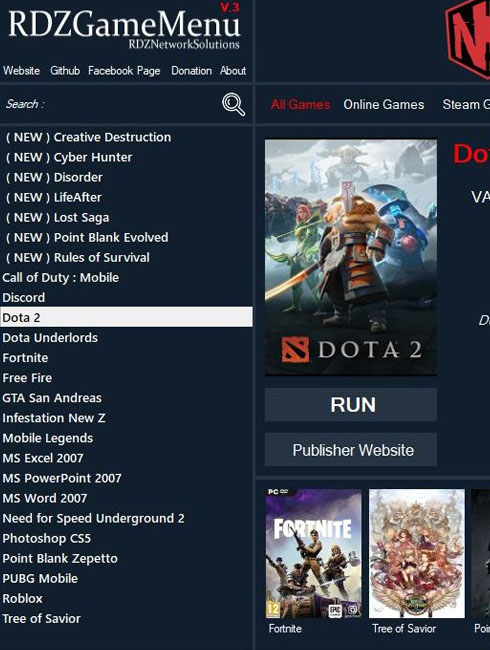 V.3
RDZGameMenu
RDZNetworkSolutions
Website Github Facebook Page Donation About
Search :
All Games Online Games Steam G
( NEW ) Creative Destruction
( NEW ) Cyber Hunter
( NEW ) Disorder
( NEW ) LifeAfter
( NEW ) Lost Saga
( NEW ) Point Blank Evolved
( NEW ) Rules of Survival
Call of Duty : Mobile
Discord
Dota 2
Dota Underlords
Fortnite
Free Fire
GTA San Andreas
Infestation New Z
Mobile Legends
MS Excel 2007
MS PowerPoint 2007
MS Word 2007
Need for Speed Underground 2
Photoshop CS5
Point Blank Zepetto
PUBG Mobile
Roblox
Tree of Savior
Do
VA
D
DOTA 2
RUN
Publisher Website
PC DVD
FORTNITE
12
EPIC
Fortnite
Tree of Savior
Poi